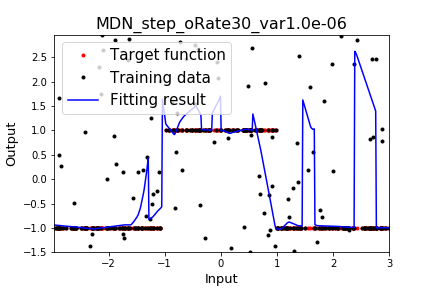 MDN_step_oRate30_var1.0e-06
Target function
Training data
Fitting result
Output
2.5
2.0
1.5
1.0
0.5
0.0
−0.5
−1.0
−1.5
−2
−1
0
1
2
3
Input